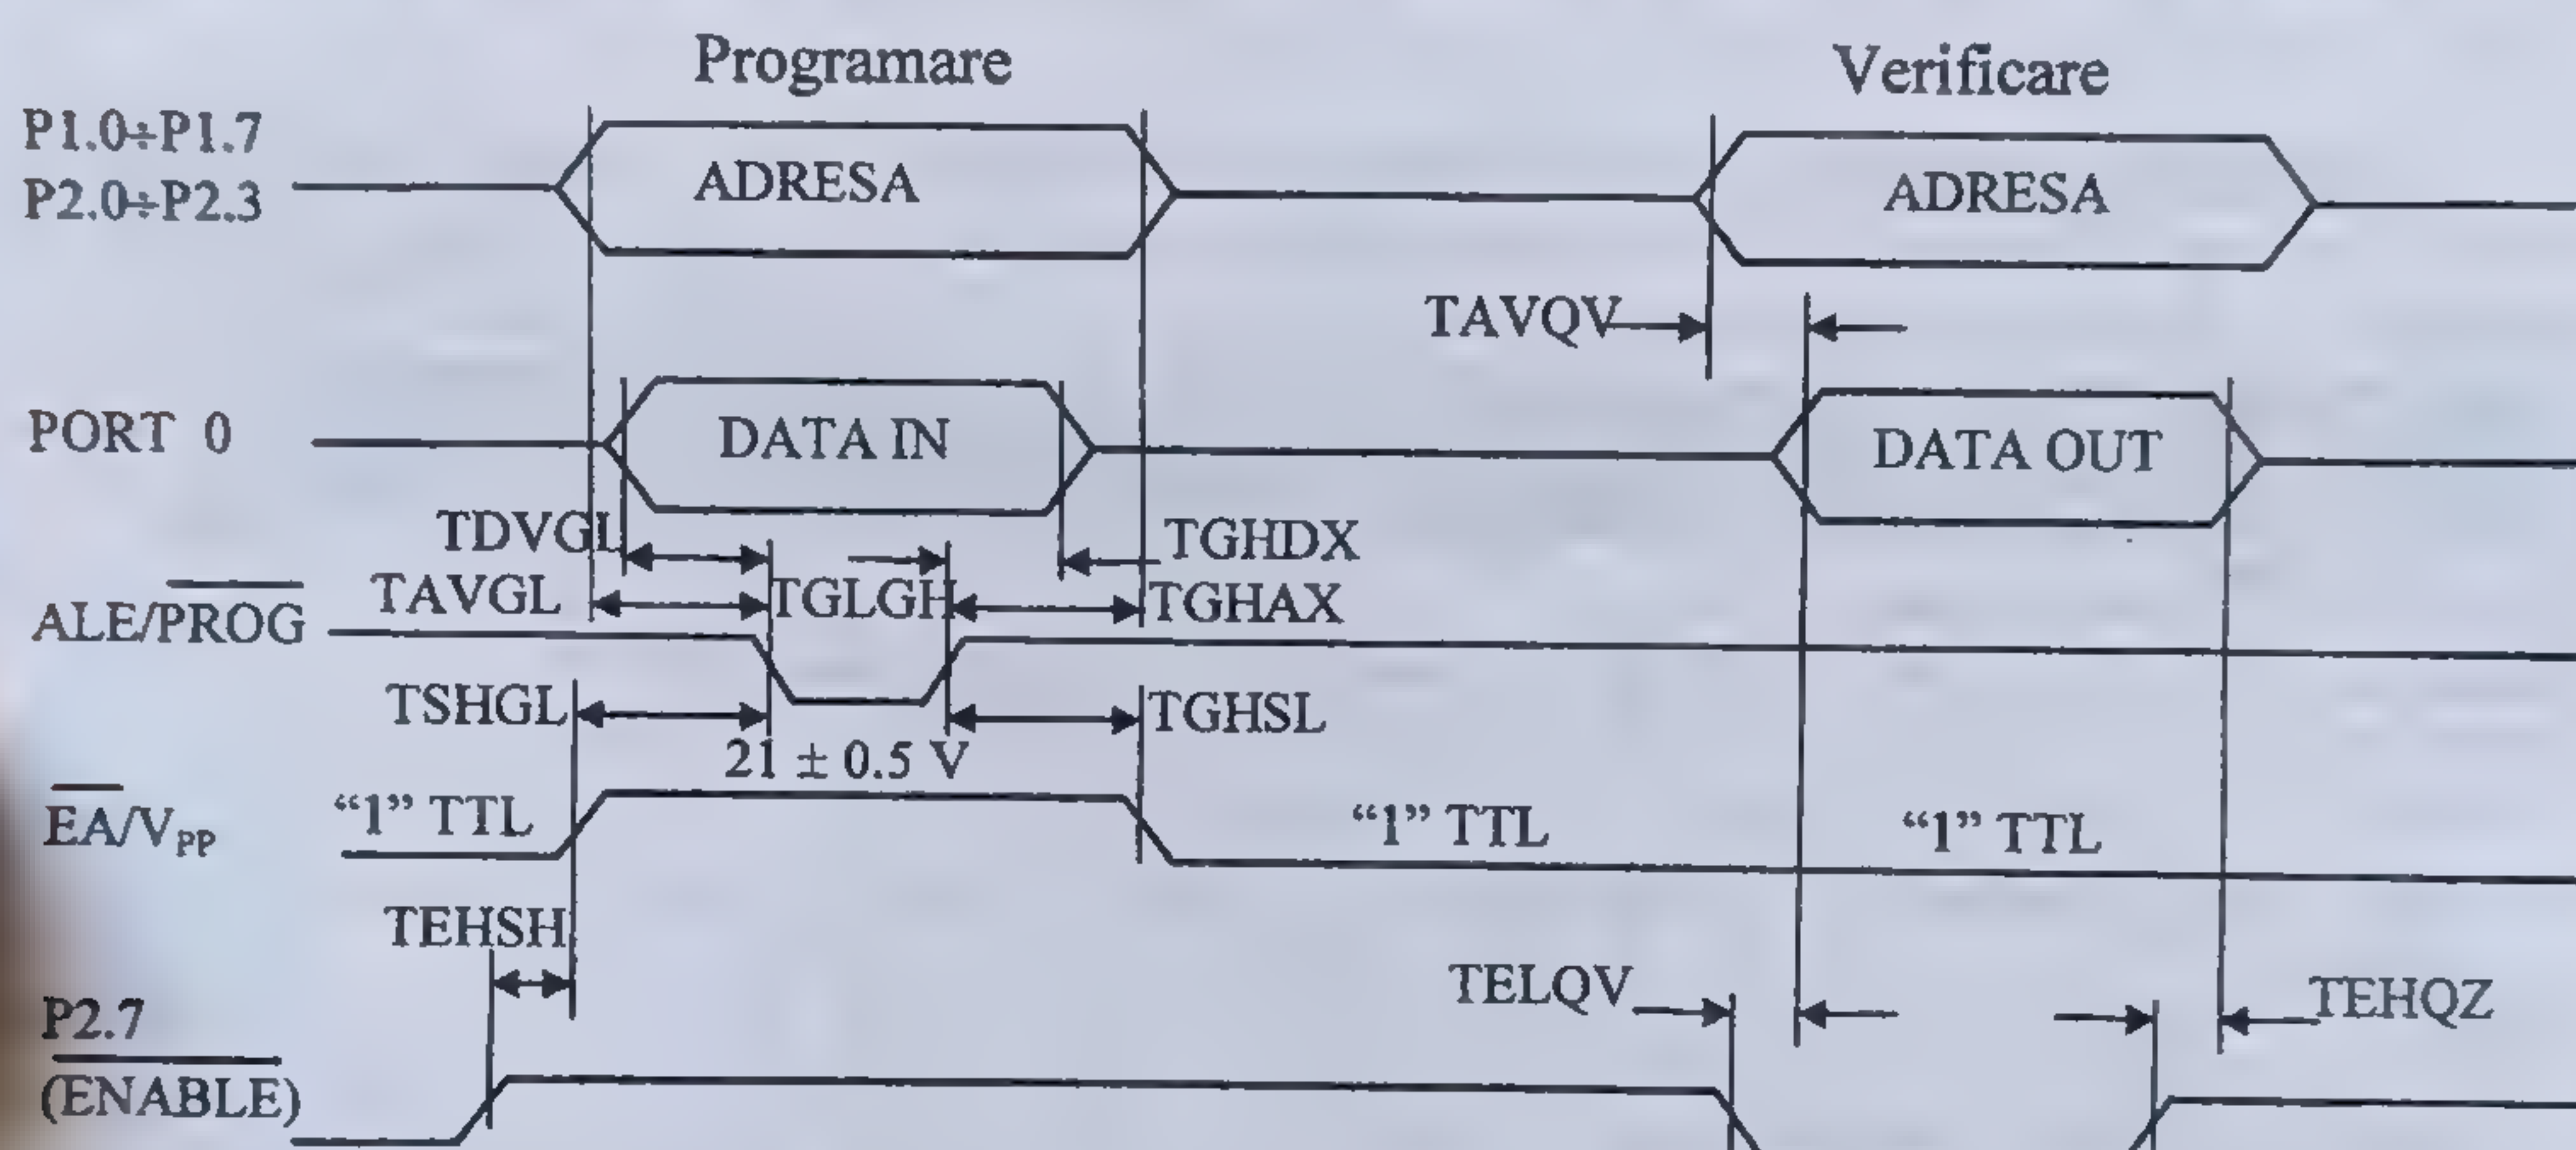 Programare
Verificare
P1.0÷P1.7
P2.0÷P2.3
ADRESA
ADRESA
TAVQV
PORT 0
DATA IN
DATA OUT
TDVGL
TGHDX
TAVGL
TGLGH
TGHAX
ALE/PROG
TSHGL
TGHSL
21 ± 0.5 V
EA/VPP
“1” TTL
“1” TTL
“1” TTL
TEHSH
TELQV
TEHQZ
P2.7
(ENABLE)